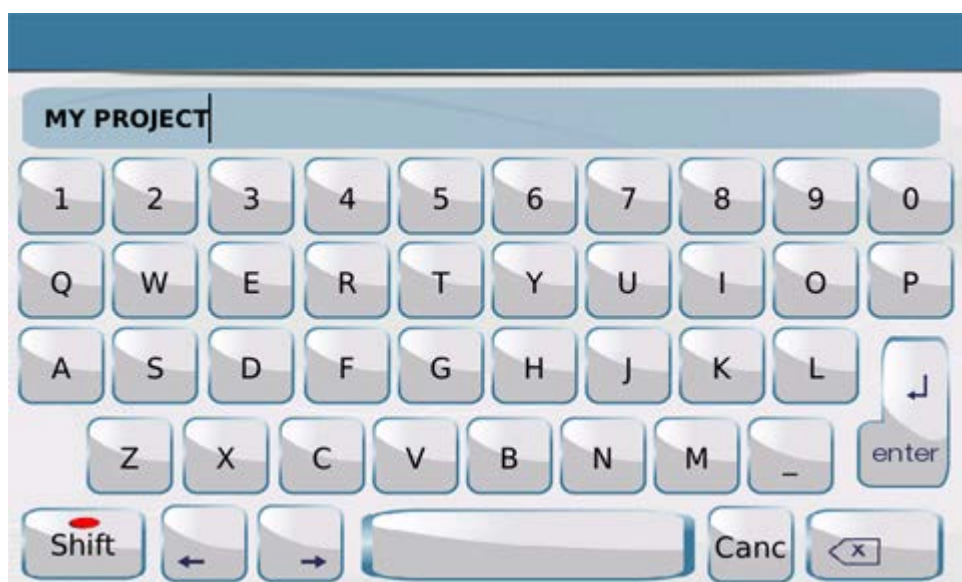 MY PROJECT
1 2 3 4 5 6 7 8 9 0
Q W E R T Y U I O P
A S D F G H J K L
Z X C V B N M _ enter
Shift ← → Canc x